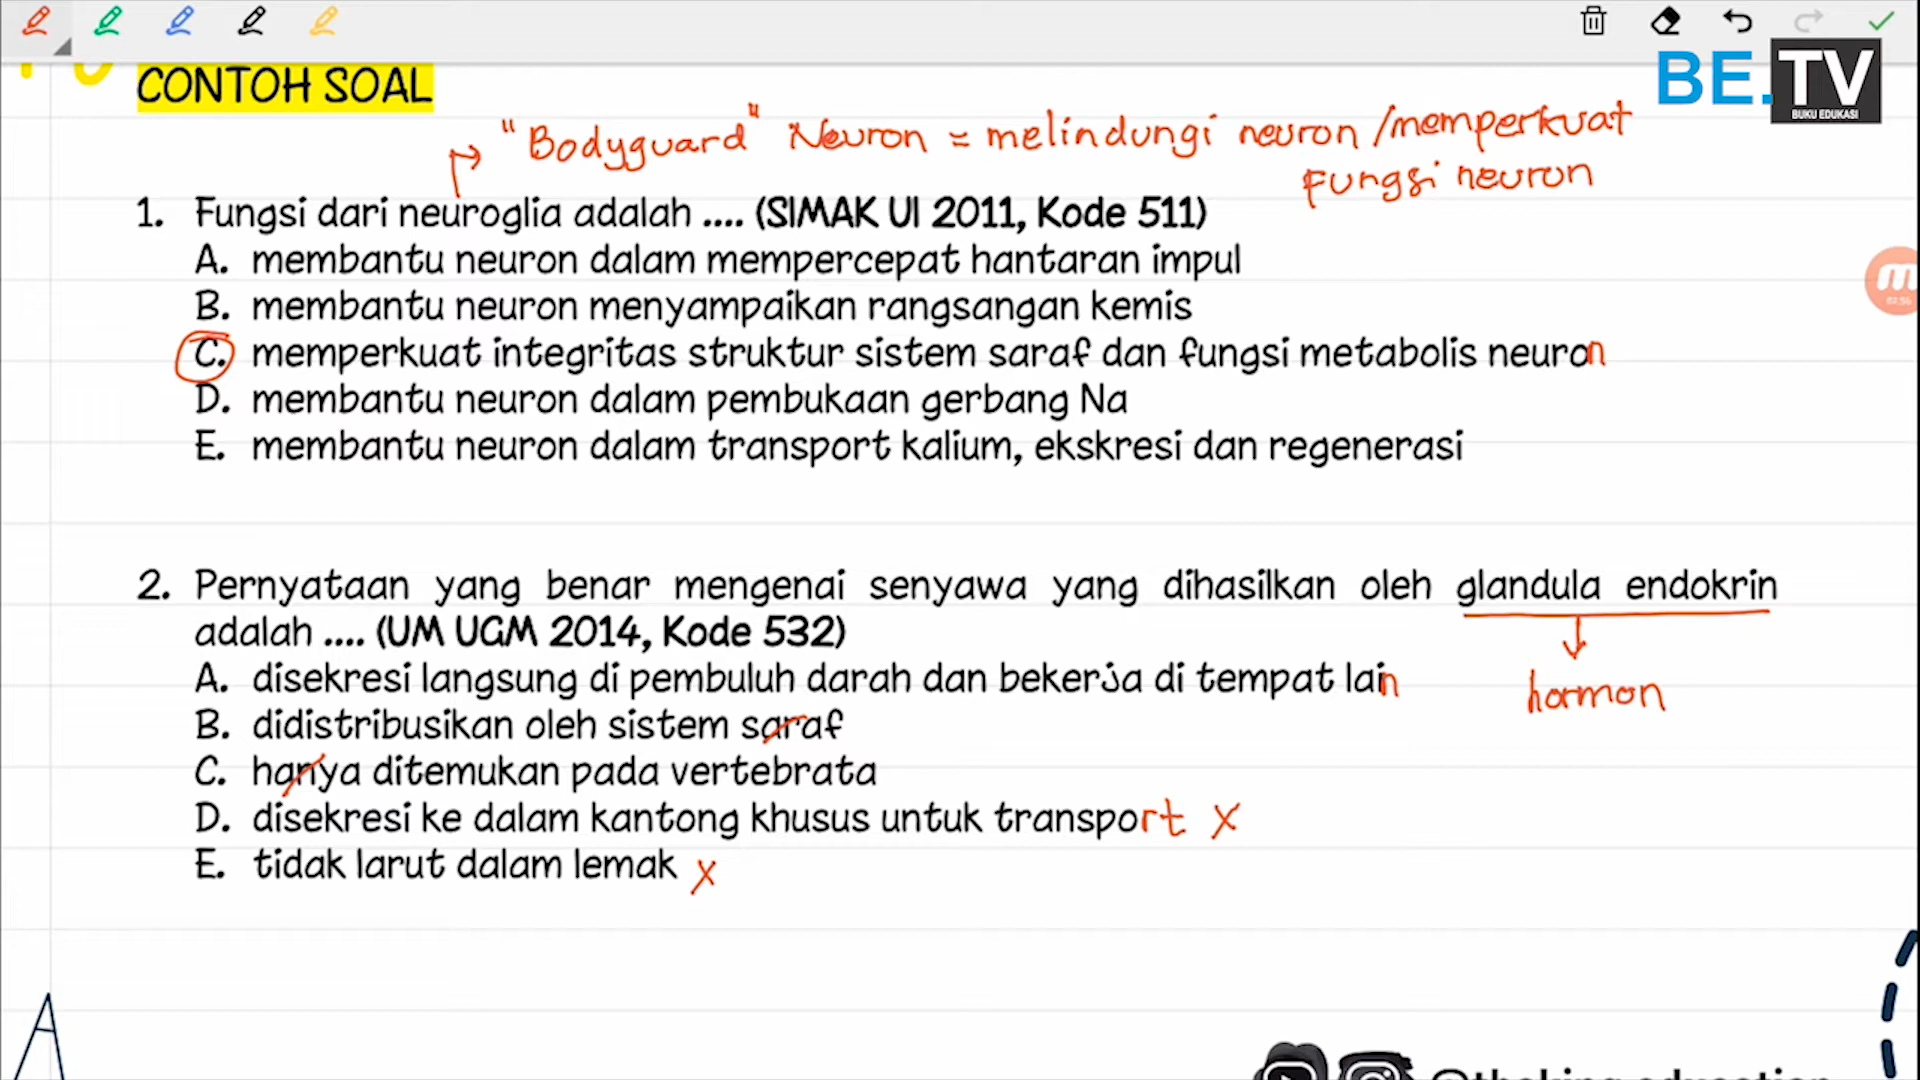 BE.TV
BUKU EDUKASI
CONTOH SOAL
"Bodyguard" Neuron = melindungi neuron / memperkuat
Fungsi neuron
1. Fungsi dari neuroglia adalah .... (SIMAK UI 2011, Kode 511)
A. membantu neuron dalam mempercepat hantaran impul
B. membantu neuron menyampaikan rangsangan kemis
C. memperkuat integritas struktur sistem saraf dan fungsi metabolis neuron
D. membantu neuron dalam pembukaan gerbang Na
E. membantu neuron dalam transport kalium, ekskresi dan regenerasi
2. Pernyataan yang benar mengenai senyawa yang dihasilkan oleh glandula endokrin
adalah .... (UM UGM 2014, Kode 532)
A. disekresi langsung di pembuluh darah dan bekerja di tempat lain
hormon
B. didistribusikan oleh sistem saraf
C. hanya ditemukan pada vertebrata
D. disekresi ke dalam kantong khusus untuk transport x
E. tidak larut dalam lemak x
A
@theking.education